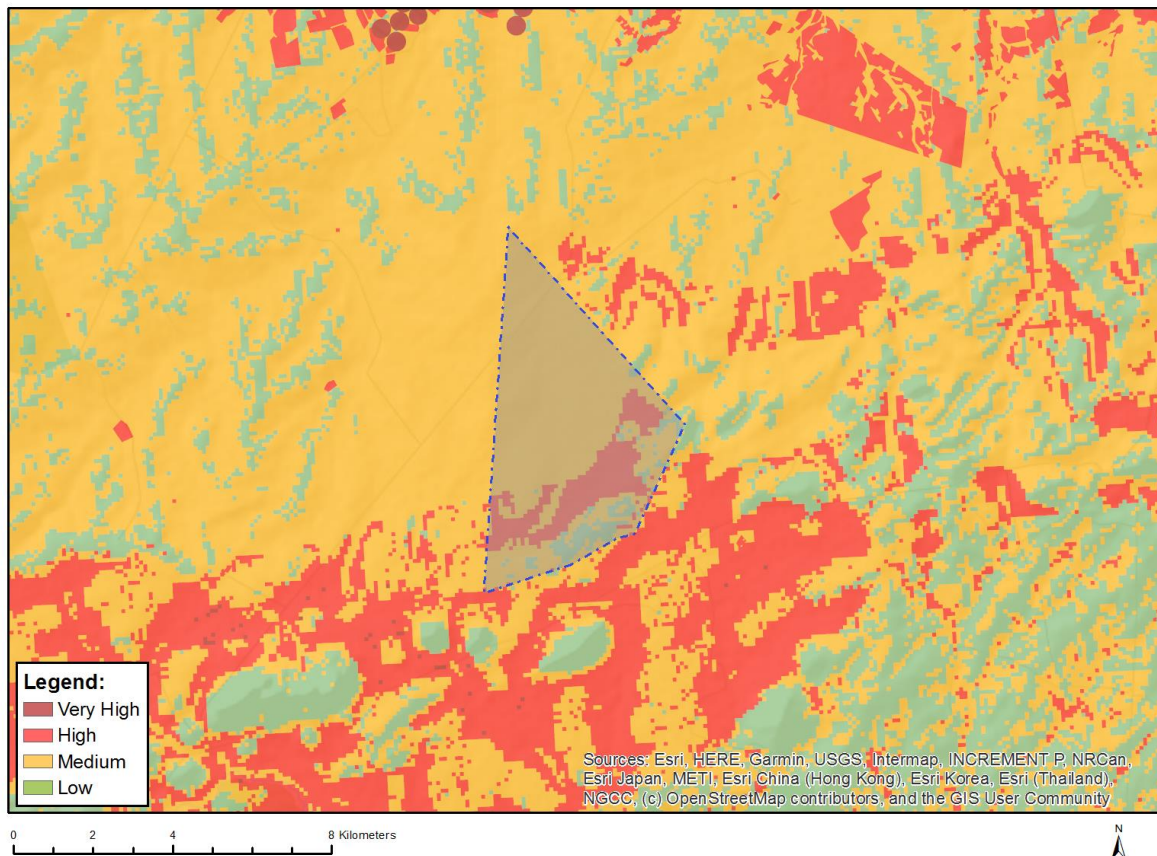 Legend:
Very High
High
Medium
Low
Sources: Esri, HERE, Garmin, USGS, Intermap, INCREMENT P, NRCan,
Esri Japan, METI, Esri China (Hong Kong), Esri Korea, Esri (Thailand),
NGCC, (c) OpenStreetMap contributors, and the GIS User Community
0 2 4 8 Kilometers
N